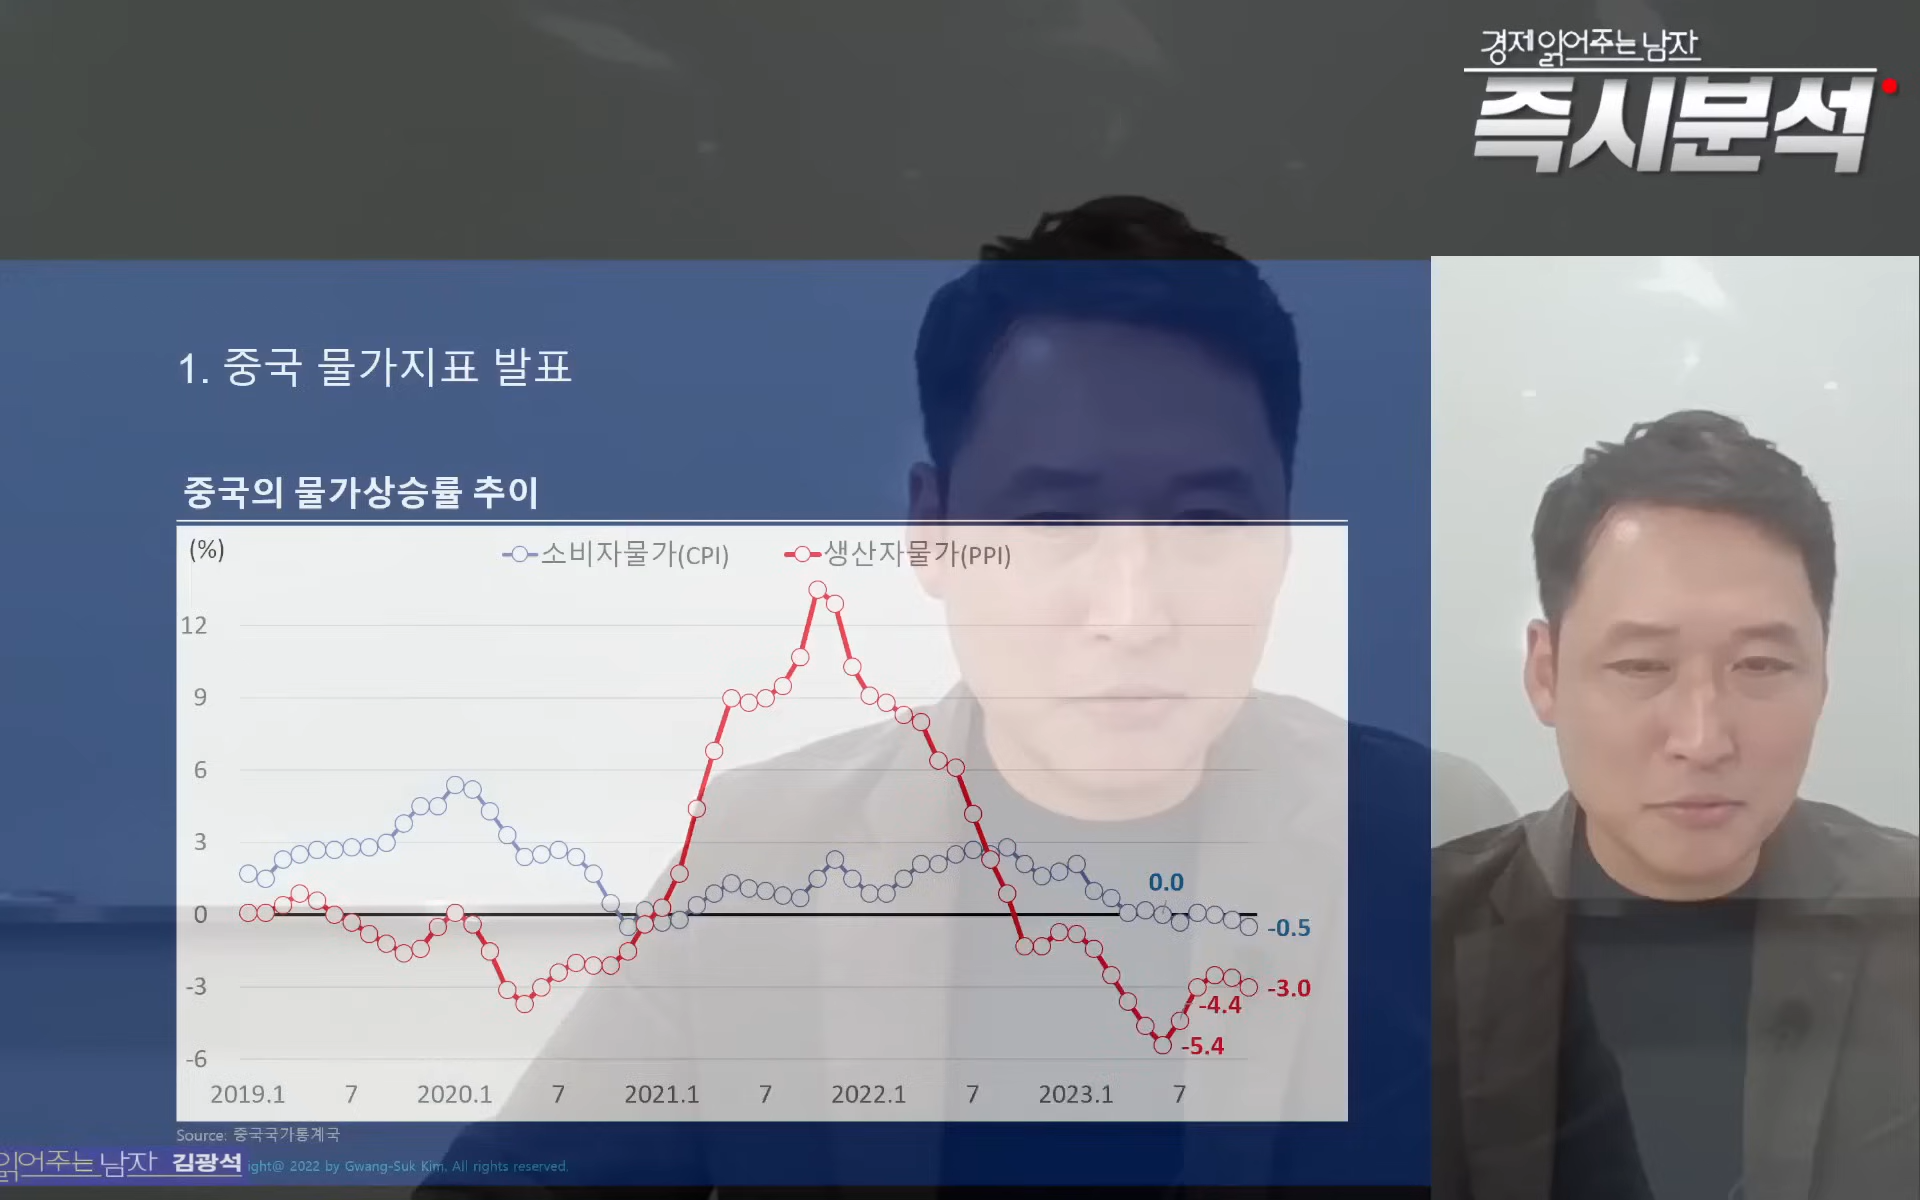 경제 읽어주는 남자
즉시분석
1. 중국 물가지표 발표
중국의 물가상승률 추이
(%)
소비자물가(CPI)
생산자물가(PPI)
12
9
6
3
0
-3
-6
0.0
-0.5
-3.0
-4.4
-5.4
2019.1 7 2020.1 7 2021.1 7 2022.1 7 2023.1 7
Source: 중국국가통계국
읽어주는 남자 김광석 ight@ 2022 by Gwang-Suk Kim. All rights reserved.